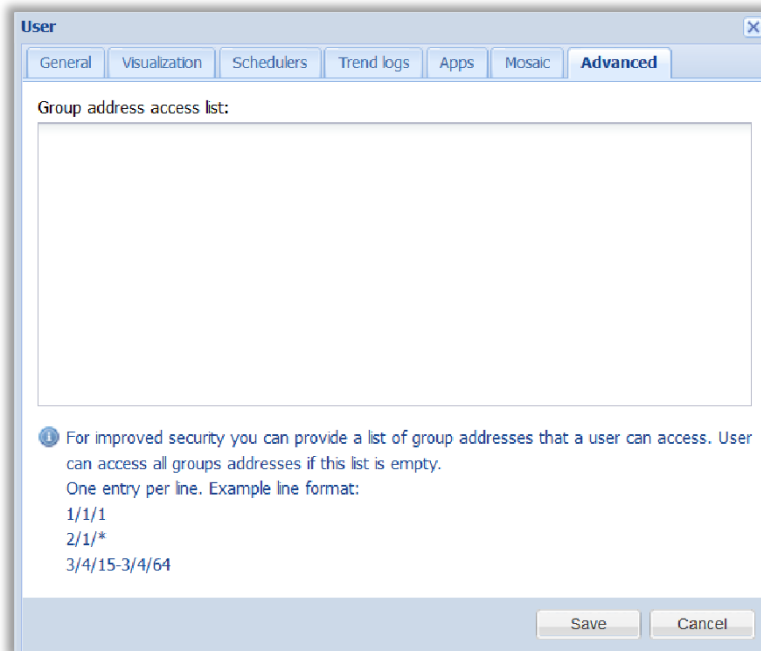 User
General
Visualization
Schedulers
Trend logs
Apps
Mosaic
Advanced
Group address access list:
For improved security you can provide a list of group addresses that a user can access. User
can access all groups addresses if this list is empty.
One entry per line. Example line format:
1/1/1
2/1/*
3/4/15-3/4/64
Save
Cancel